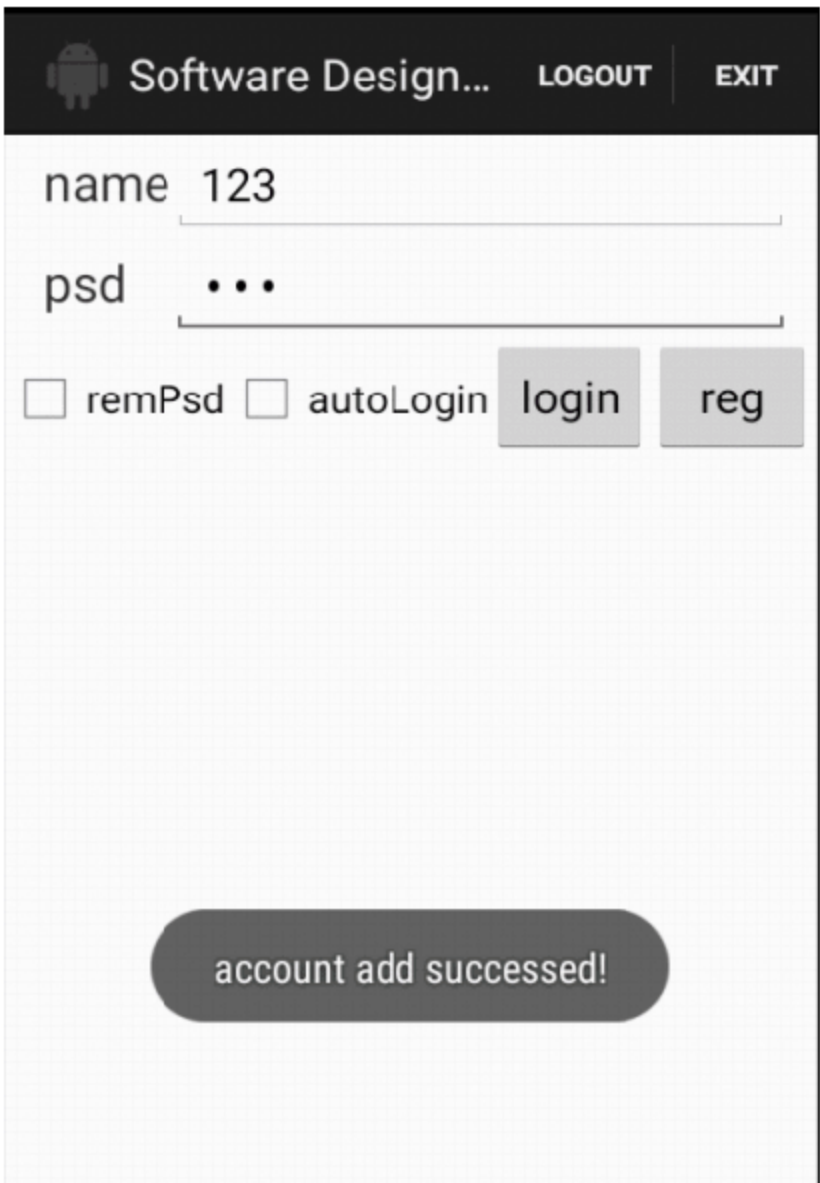 Software Design... LOGOUT EXIT
name 123
psd •••
remPsd autoLogin login reg
account add successed!